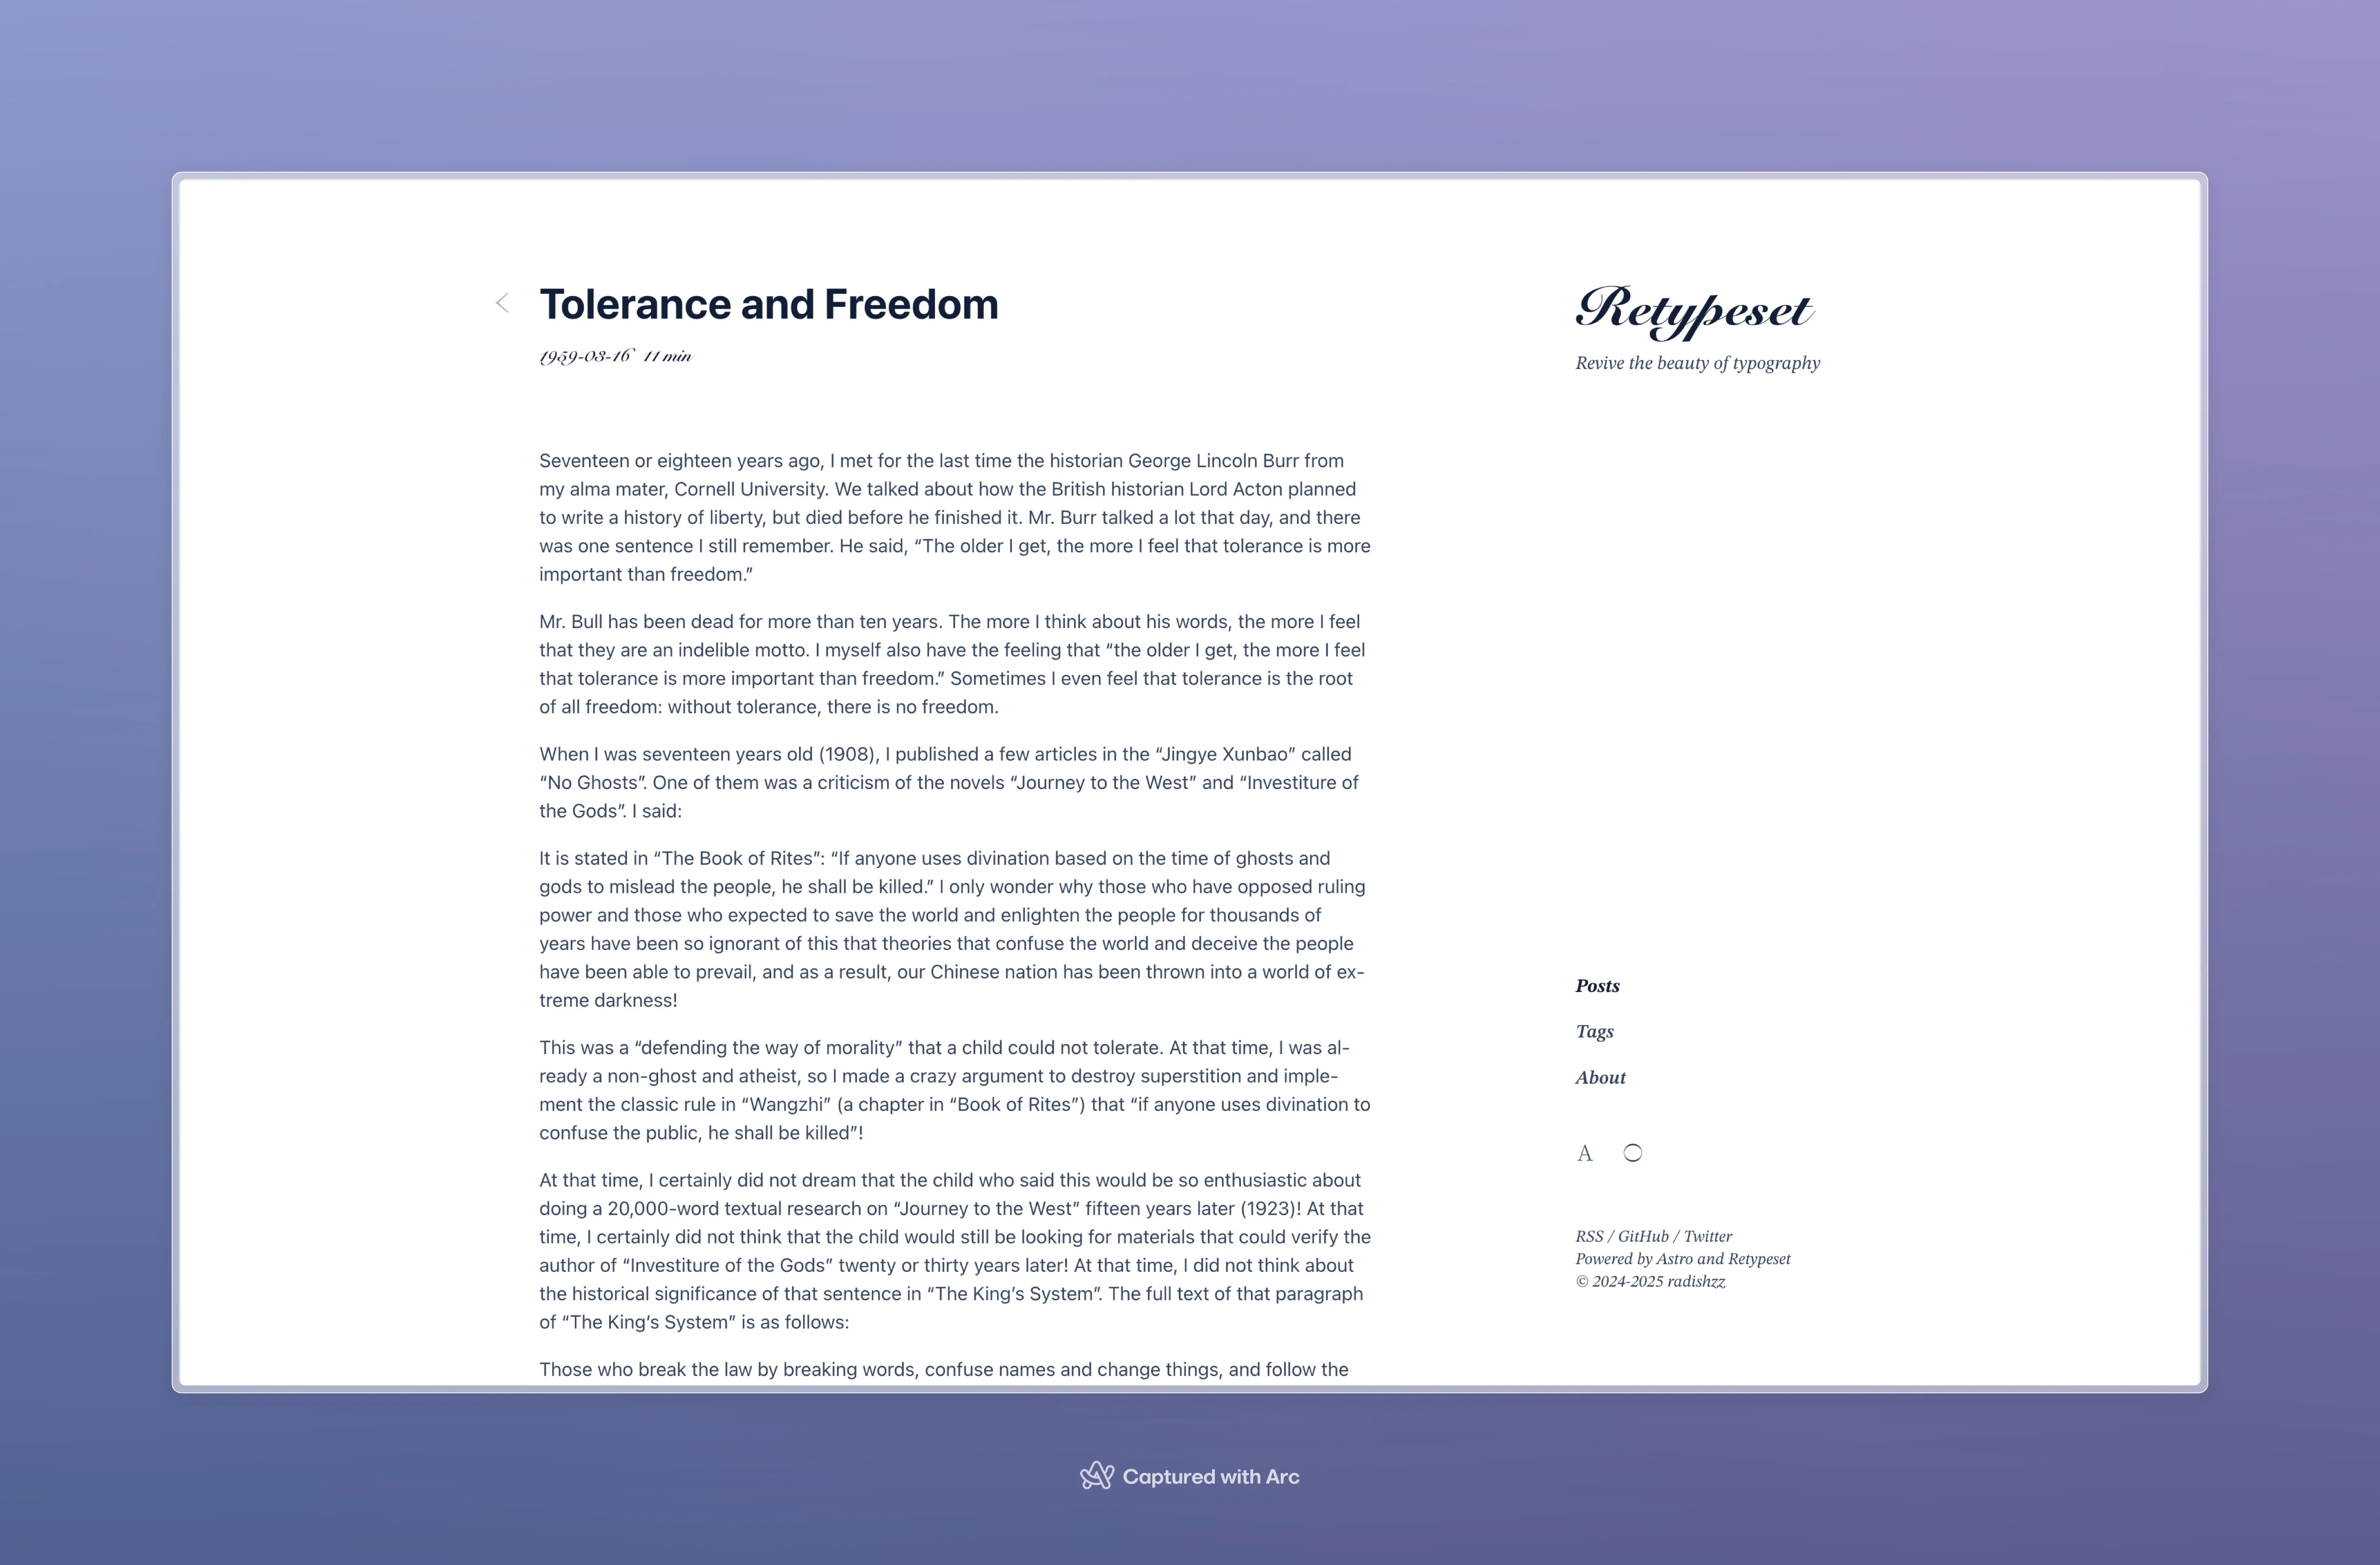 Tolerance and Freedom
1959-03-16 11 min
Seventeen or eighteen years ago, I met for the last time the historian George Lincoln Burr from
my alma mater, Cornell University. We talked about how the British historian Lord Acton planned
to write a history of liberty, but died before he finished it. Mr. Burr talked a lot that day, and there
was one sentence I still remember. He said, “The older I get, the more I feel that tolerance is more
important than freedom.”
Mr. Bull has been dead for more than ten years. The more I think about his words, the more I feel
that they are an indelible motto. I myself also have the feeling that “the older I get, the more I feel
that tolerance is more important than freedom.” Sometimes I even feel that tolerance is the root
of all freedom: without tolerance, there is no freedom.
When I was seventeen years old (1908), I published a few articles in the “Jingye Xunbao” called
“No Ghosts”. One of them was a criticism of the novels “Journey to the West” and “Investiture of
the Gods”. I said:
It is stated in “The Book of Rites”: “If anyone uses divination based on the time of ghosts and
gods to mislead the people, he shall be killed.” I only wonder why those who have opposed ruling
power and those who expected to save the world and enlighten the people for thousands of
years have been so ignorant of this that theories that confuse the world and deceive the people
have been able to prevail, and as a result, our Chinese nation has been thrown into a world of ex-
treme darkness!
This was a “defending the way of morality” that a child could not tolerate. At that time, I was al-
ready a non-ghost and atheist, so I made a crazy argument to destroy superstition and imple-
ment the classic rule in “Wangzhi” (a chapter in “Book of Rites”) that “if anyone uses divination to
confuse the public, he shall be killed”!
At that time, I certainly did not dream that the child who said this would be so enthusiastic about
doing a 20,000-word textual research on “Journey to the West” fifteen years later (1923)! At that
time, I certainly did not think that the child would still be looking for materials that could verify the
author of “Investiture of the Gods” twenty or thirty years later! At that time, I did not think about
the historical significance of that sentence in “The King’s System”. The full text of that paragraph
of “The King’s System” is as follows:
Those who break the law by breaking words, confuse names and change things, and follow the
Retypeset
Revive the beauty of typography
Posts
Tags
About
A
RSS / GitHub / Twitter
Powered by Astro and Retypeset
© 2024-2025 radishzz
Captured with Arc